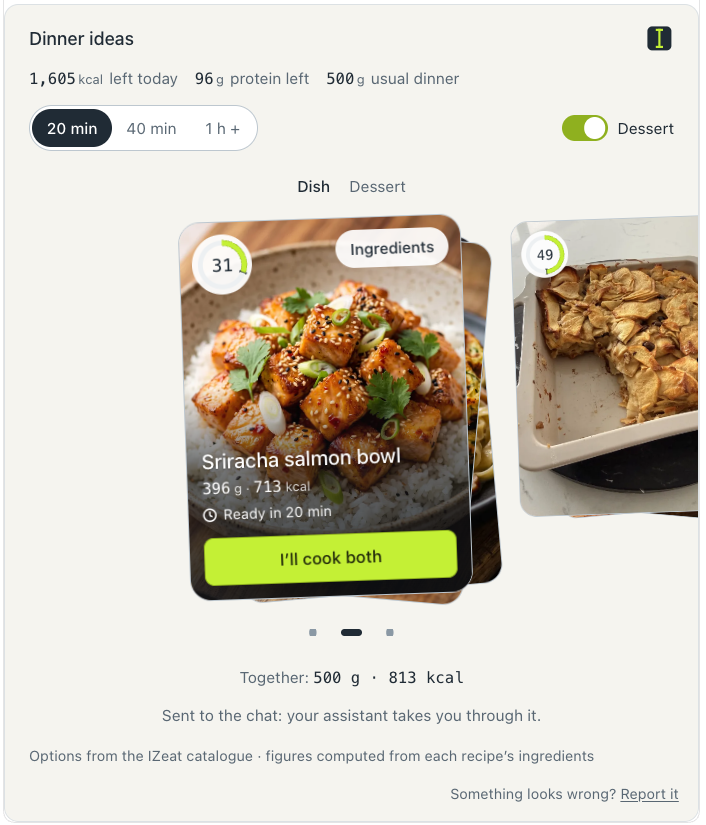 Dinner ideas
1,605 kcal left today 96 g protein left 500 g usual dinner
20 min 40 min 1 h + Dessert
Dish Dessert
31
Ingredients
49
Sriracha salmon bowl
396 g · 713 kcal
Ready in 20 min
I’ll cook both
Together: 500 g · 813 kcal
Sent to the chat: your assistant takes you through it.
Options from the IZeat catalogue · figures computed from each recipe’s ingredients
Something looks wrong? Report it